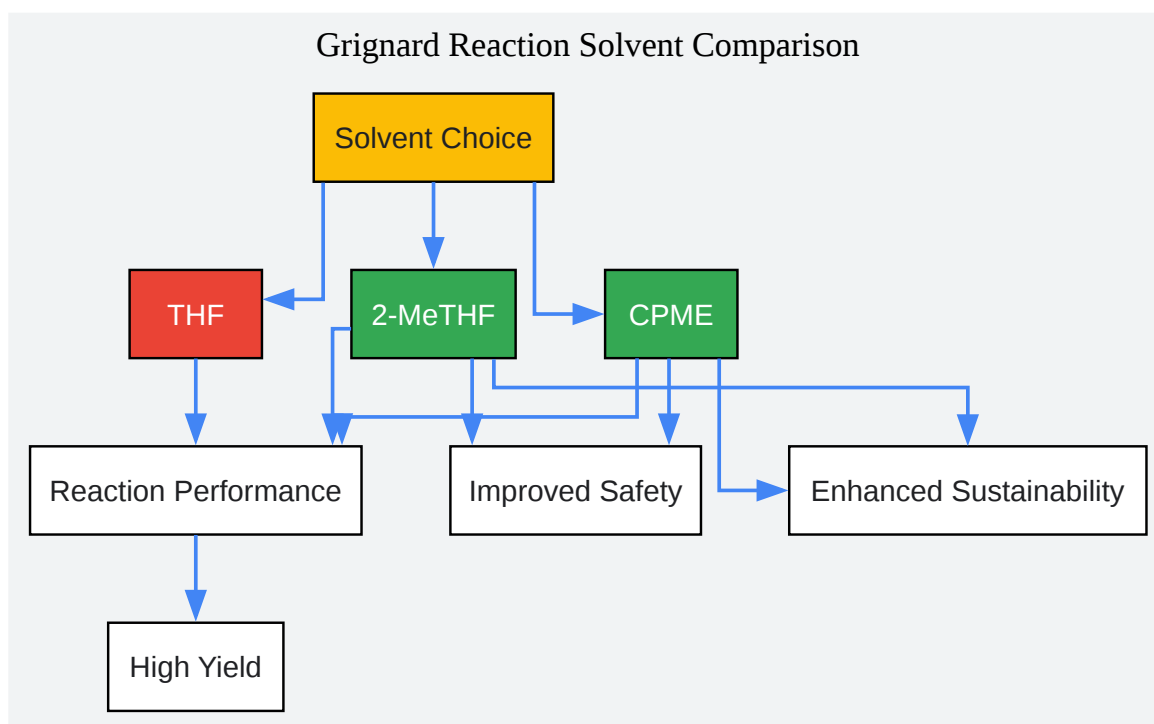 Grignard Reaction Solvent Comparison
Solvent Choice
THF
2-MeTHF
CPME
Reaction Performance
Improved Safety
Enhanced Sustainability
High Yield